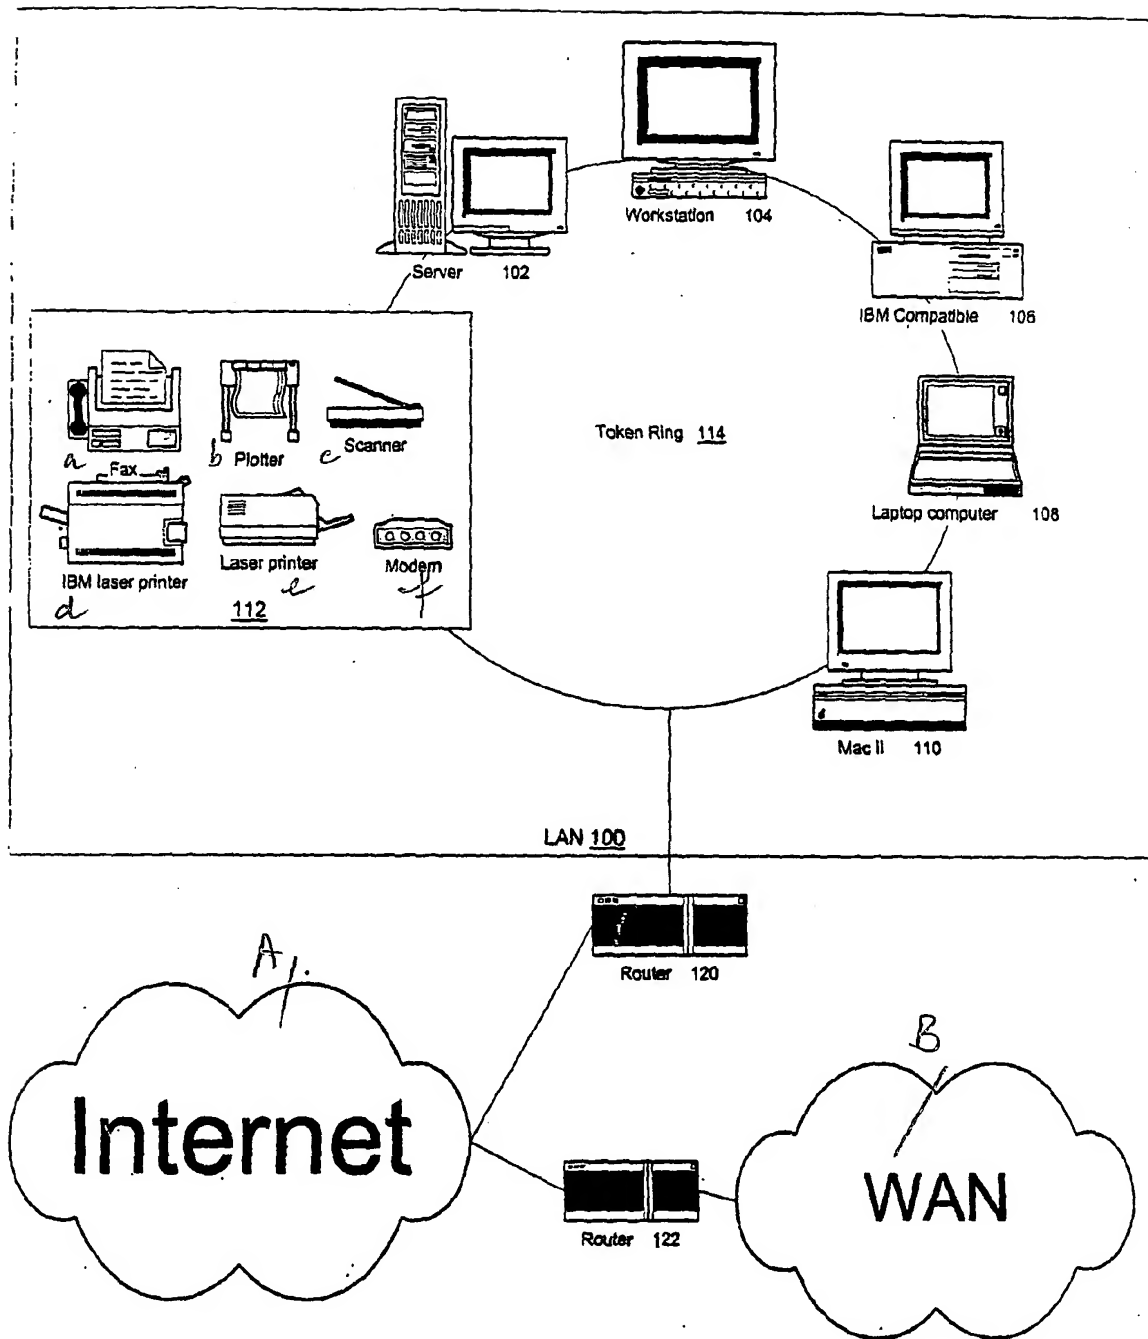 Workstation 104
Server 102
IBM Compatible 106
a Fax
b Plotter
c Scanner
Token Ring 114
Laptop computer 108
IBM laser printer
d
Laser printer
e
Modem
f
112
Mac II 110
LAN 100
Router 120
A
Internet
B
WAN
Router 122